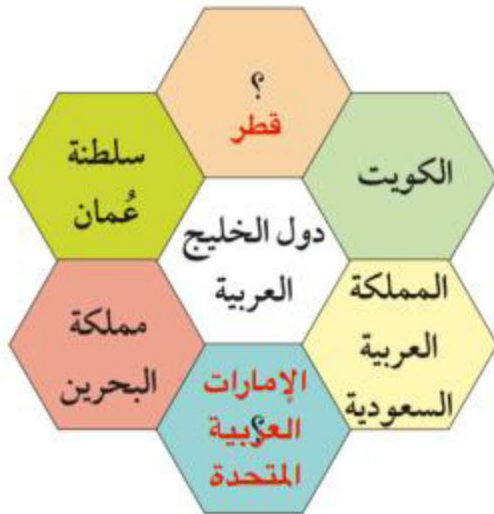 ؟
قطر
الكويت
سلطنة
عُمان
دول الخليج
العربية
المملكة
العربية
السعودية
مملكة
البحرين
الإمارات
العربية
؟
المتحدة